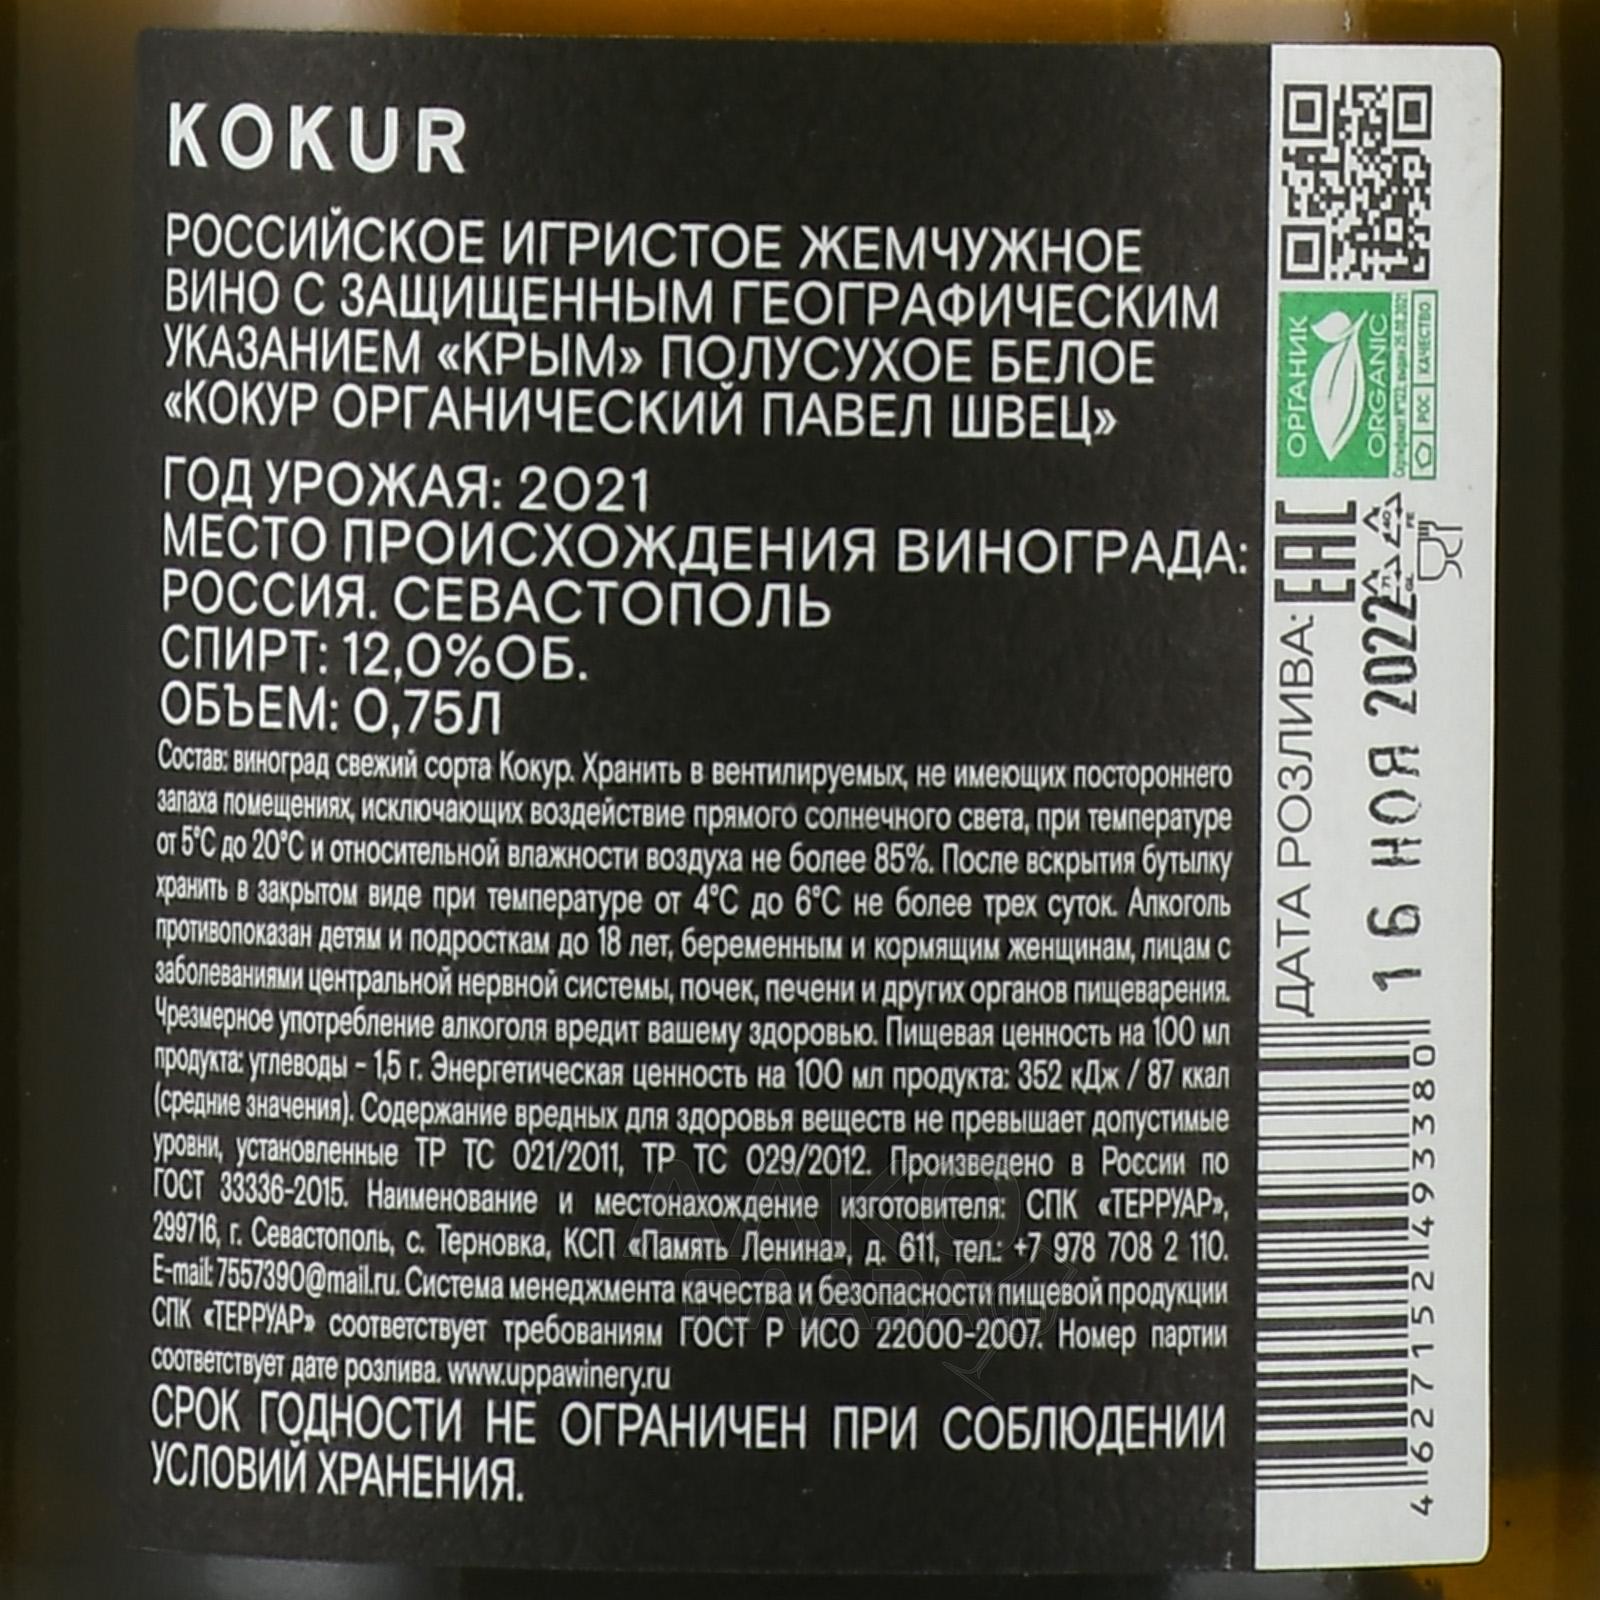 KOKUR
РОССИЙСКОЕ ИГРИСТОЕ ЖЕМЧУЖНОЕ
ВИНО С ЗАЩИЩЕННЫМ ГЕОГРАФИЧЕСКИМ
УКАЗАНИЕМ «КРЫМ» ПОЛУСУХОЕ БЕЛОЕ
«КОКУР ОРГАНИЧЕСКИЙ ПАВЕЛ ШВЕЦ»
ГОД УРОЖАЯ: 2021
МЕСТО ПРОИСХОЖДЕНИЯ ВИНОГРАДА:
РОССИЯ. СЕВАСТОПОЛЬ
СПИРТ: 12,0%ОБ.
ОБЪЕМ: 0,75Л
Состав: виноград свежий сорта Кокур. Хранить в вентилируемых, не имеющих постороннего
запаха помещениях, исключающих воздействие прямого солнечного света, при температуре
от 5°С до 20°С и относительной влажности воздуха не более 85%. После вскрытия бутылку
хранить в закрытом виде при температуре от 4°С до 6°С не более трех суток. Алкоголь
противопоказан детям и подросткам до 18 лет, беременным и кормящим женщинам, лицам с
заболеваниями центральной нервной системы, почек, печени и других органов пищеварения.
Чрезмерное употребление алкоголя вредит вашему здоровью. Пищевая ценность на 100 мл
продукта: углеводы – 1,5 г. Энергетическая ценность на 100 мл продукта: 352 кДж / 87 ккал
(средние значения). Содержание вредных для здоровья веществ не превышает допустимые
уровни, установленные ТР ТС 021/2011, ТР ТС 029/2012. Произведено в России по
ГОСТ 33336-2015. Наименование и местонахождение изготовителя: СПК «ТЕРРУАР»,
299716, г. Севастополь, с. Терновка, КСП «Память Ленина», д. 611, тел.: +7 978 708 2 110.
E-mail: 7557390@mail.ru. Система менеджмента качества и безопасности пищевой продукции
СПК «ТЕРРУАР» соответствует требованиям ГОСТ Р ИСО 22000-2007. Номер партии
соответствует дате розлива. www.uppawinery.ru
СРОК ГОДНОСТИ НЕ ОГРАНИЧЕН ПРИ СОБЛЮДЕНИИ
УСЛОВИЙ ХРАНЕНИЯ.
ОРГАНИК
ORGANIC
РОС КАЧЕСТВО
EAC
ДАТА РОЗЛИВА:
16 НОЯ 2022
4 627152 493380
АЛКО
ПЛАЗА